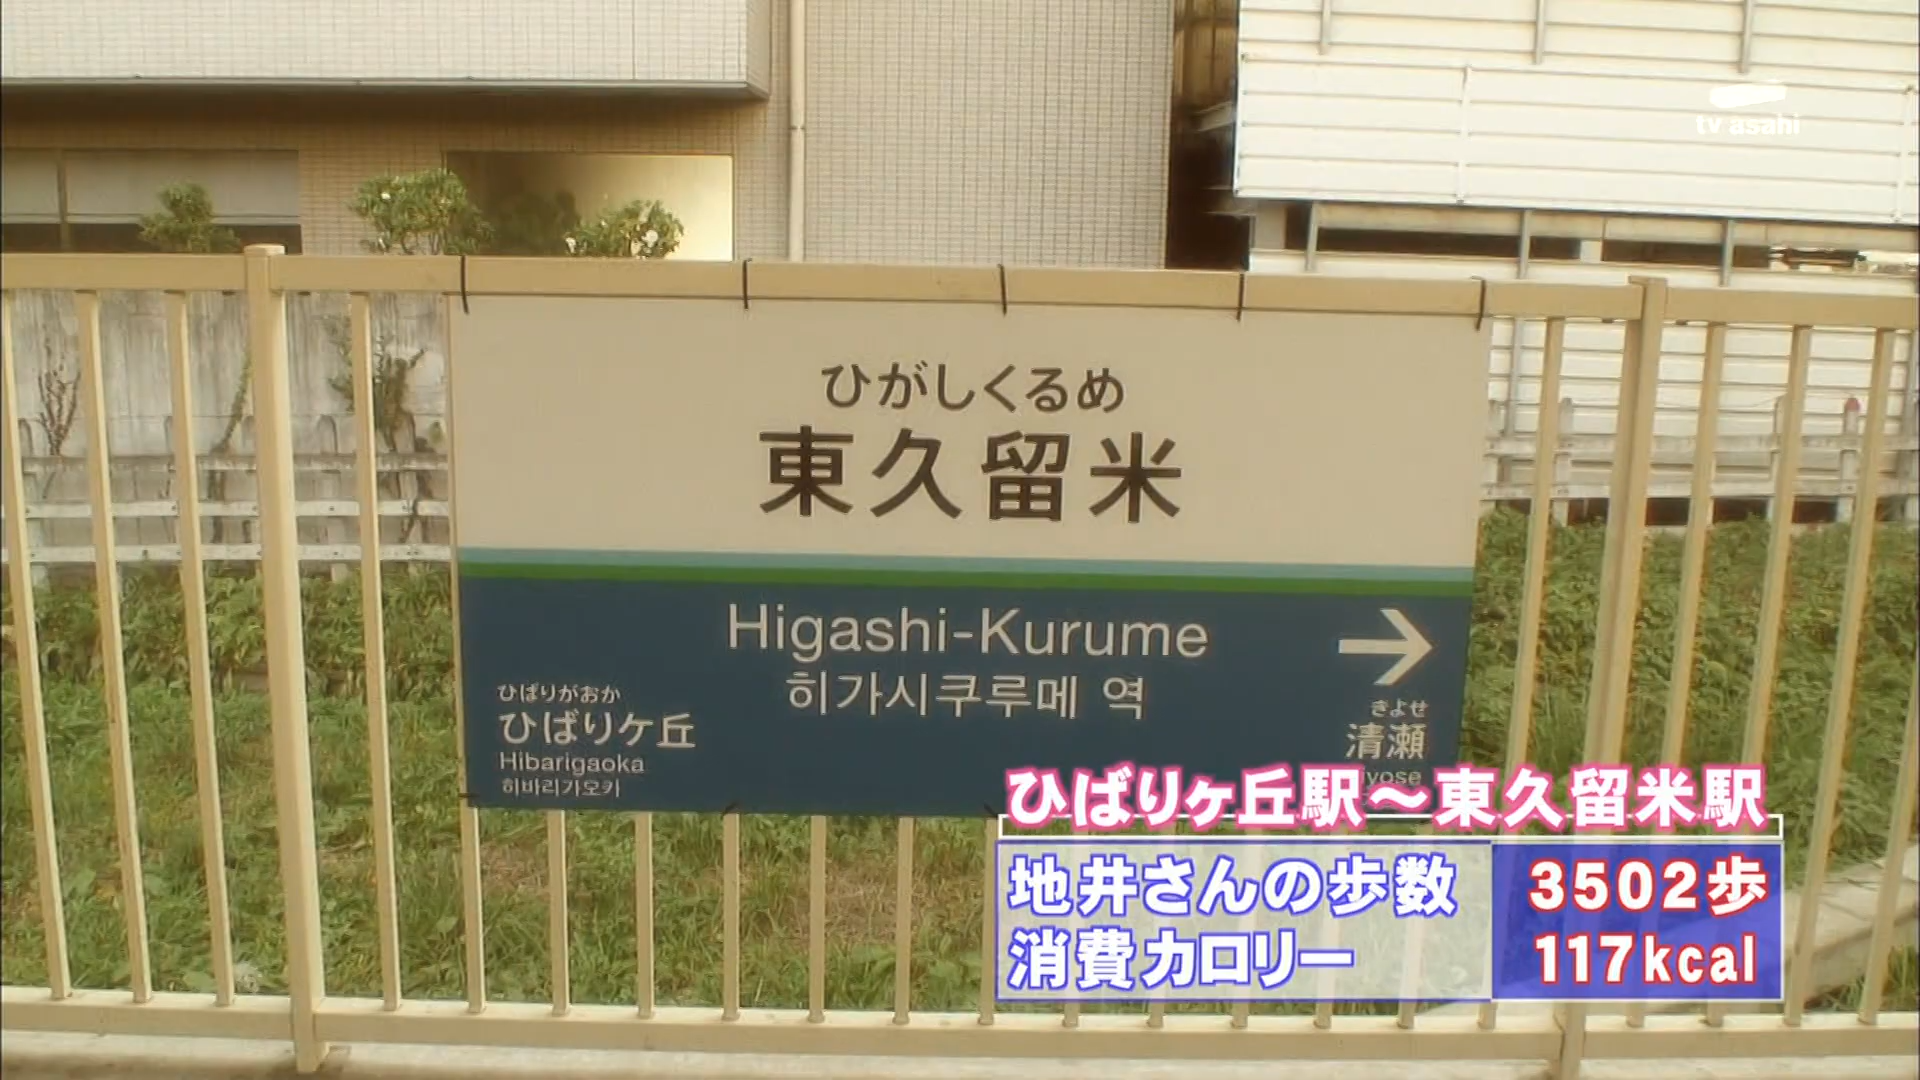 tv asahi
ひがしくるめ
東久留米
Higashi-Kurume
히가시쿠루메 역
ひばりがおか
ひばりケ丘
Hibarigaoka
히바리가오카
きよせ
清瀬
ひばりヶ丘駅～東久留米駅
地井さんの歩数 3502歩
消費カロリー 117kcal